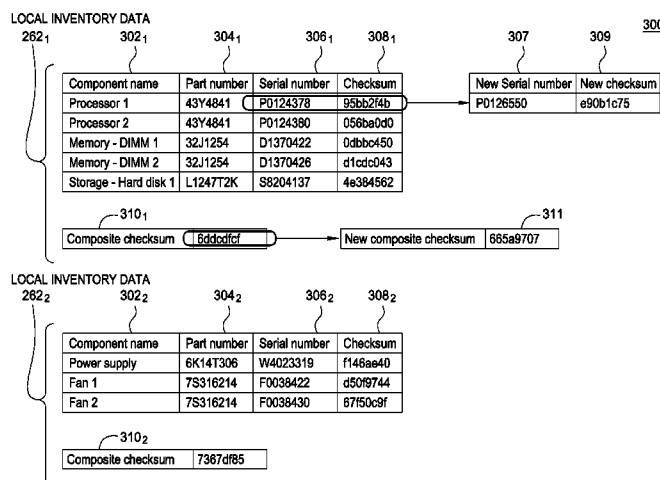 LOCAL INVENTORY DATA
262₁ 302₁ 304₁ 306₁ 308₁ 307 309 300
Component name Part number Serial number Checksum New Serial number New checksum
Processor 1 43Y4841 P0124378 95bb2f4b P0126550 e90b1c75
Processor 2 43Y4841 P0124380 056ba0d0
Memory - DIMM 1 32J1254 D1370422 0dbbc450
Memory - DIMM 2 32J1254 D1370426 d1cdc043
Storage - Hard disk 1 L1247T2K S8204137 4e384562
310₁ 311
Composite checksum 6ddcdfcf New composite checksum 665a9707
LOCAL INVENTORY DATA
262₂ 302₂ 304₂ 306₂ 308₂
Component name Part number Serial number Checksum
Power supply 6K14T306 W4023319 f146ae40
Fan 1 7S316214 F0038422 d50f9744
Fan 2 7S316214 F0038430 67f50c9f
310₂
Composite checksum 7367df85